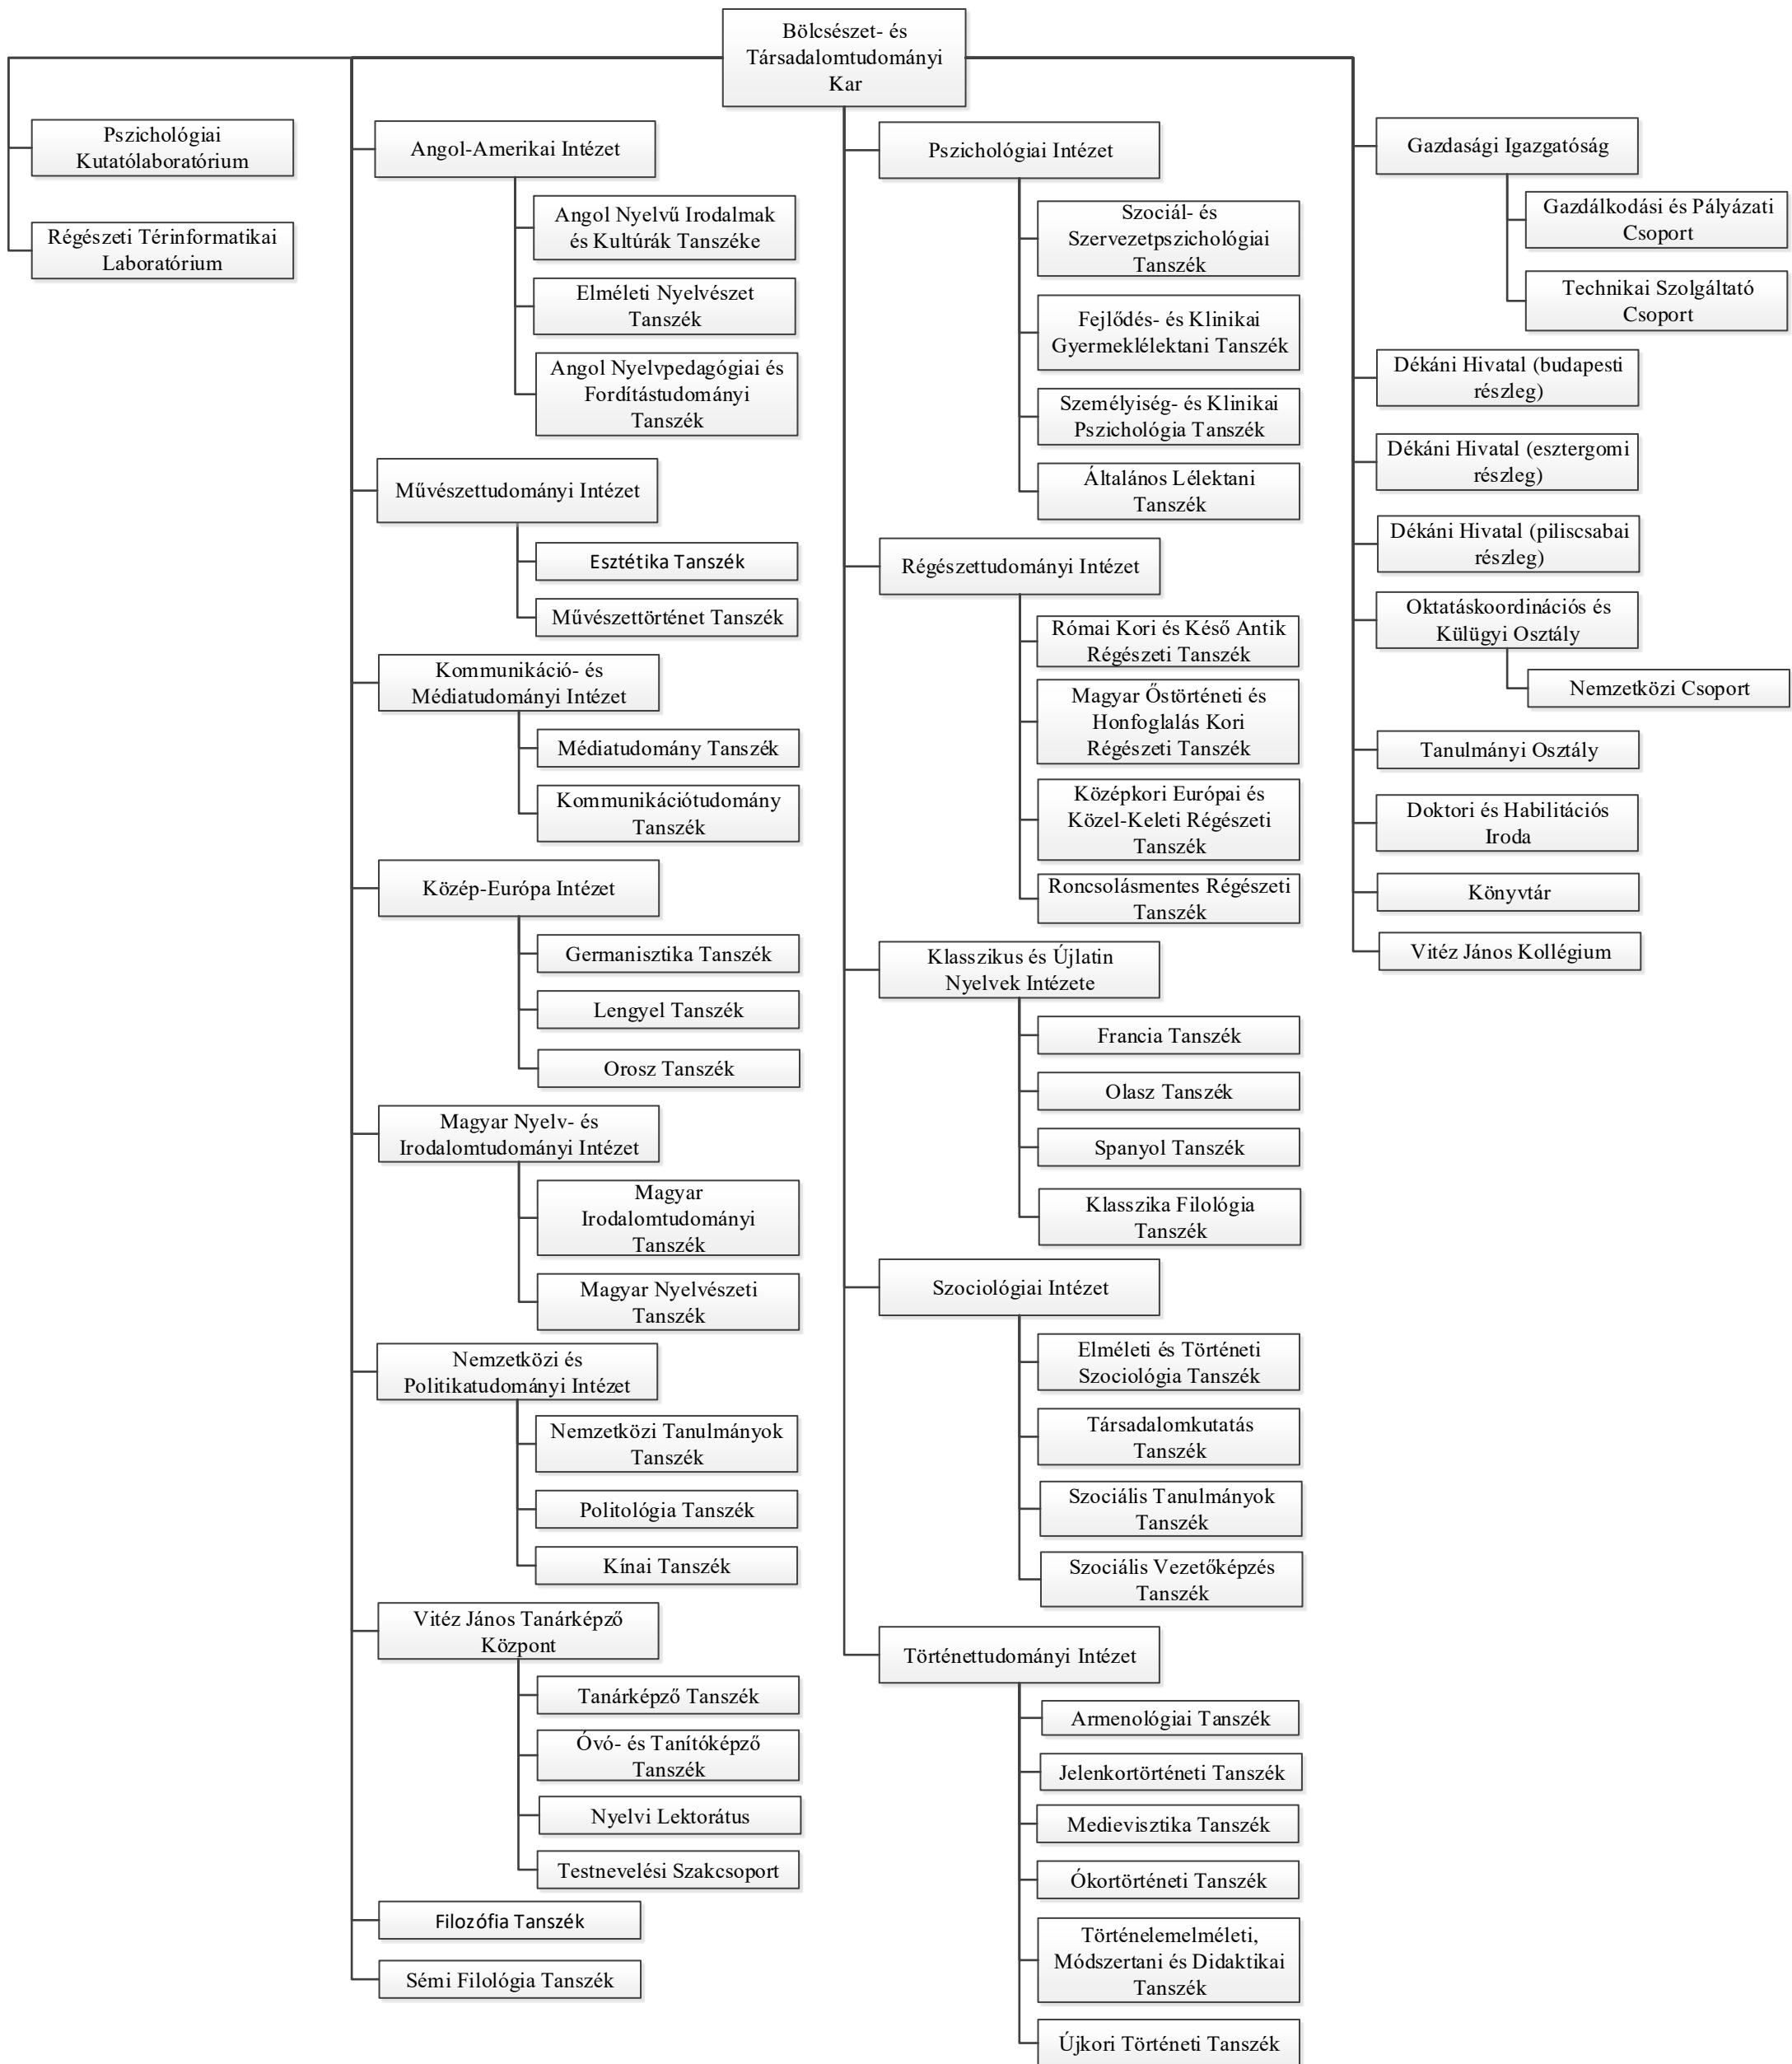 Bölcsészet- és
Társadalomtudományi
Kar
Pszichológiai
Kutatólaboratórium
Régészeti Térinformatikai
Laboratórium
Angol-Amerikai Intézet
Angol Nyelvű Irodalmak
és Kultúrák Tanszéke
Elméleti Nyelvészet
Tanszék
Angol Nyelvpedagógiai és
Fordítástudományi
Tanszék
Művészettudományi Intézet
Esztétika Tanszék
Művészettörténet Tanszék
Kommunikáció- és
Médiatudományi Intézet
Médiatudomány Tanszék
Kommunikációtudomány
Tanszék
Közép-Európa Intézet
Germanisztika Tanszék
Lengyel Tanszék
Orosz Tanszék
Magyar Nyelv- és
Irodalomtudományi Intézet
Magyar
Irodalomtudományi
Tanszék
Magyar Nyelvészeti
Tanszék
Nemzetközi és
Politikatudományi Intézet
Nemzetközi Tanulmányok
Tanszék
Politológia Tanszék
Kínai Tanszék
Vitéz János Tanárképző
Központ
Tanárképző Tanszék
Óvó- és Tanítóképző
Tanszék
Nyelvi Lektorátus
Testnevelési Szakcsoport
Filozófia Tanszék
Sémi Filológia Tanszék
Pszichológiai Intézet
Szociál- és
Szervezetpszichológiai
Tanszék
Fejlődés- és Klinikai
Gyermeklélektani Tanszék
Személyiség- és Klinikai
Pszichológia Tanszék
Általános Lélektani
Tanszék
Régészettudományi Intézet
Római Kori és Késő Antik
Régészeti Tanszék
Magyar Őstörténeti és
Honfoglalás Kori
Régészeti Tanszék
Középkori Európai és
Közel-Keleti Régészeti
Tanszék
Roncsolásmentes Régészeti
Tanszék
Klasszikus és Újlatin
Nyelvek Intézete
Francia Tanszék
Olasz Tanszék
Spanyol Tanszék
Klasszika Filológia
Tanszék
Szociológiai Intézet
Elméleti és Történeti
Szociológia Tanszék
Társadalomkutatás
Tanszék
Szociális Tanulmányok
Tanszék
Szociális Vezetőképzés
Tanszék
Történettudományi Intézet
Armenológiai Tanszék
Jelenkortörténeti Tanszék
Medievisztika Tanszék
Ókortörténeti Tanszék
Történelemelméleti,
Módszertani és Didaktikai
Tanszék
Újkori Történeti Tanszék
Gazdasági Igazgatóság
Gazdálkodási és Pályázati
Csoport
Technikai Szolgáltató
Csoport
Dékáni Hivatal (budapesti
részleg)
Dékáni Hivatal (esztergomi
részleg)
Dékáni Hivatal (piliscsabai
részleg)
Oktatáskoordinációs és
Külügyi Osztály
Nemzetközi Csoport
Tanulmányi Osztály
Doktori és Habilitációs
Iroda
Könyvtár
Vitéz János Kollégium